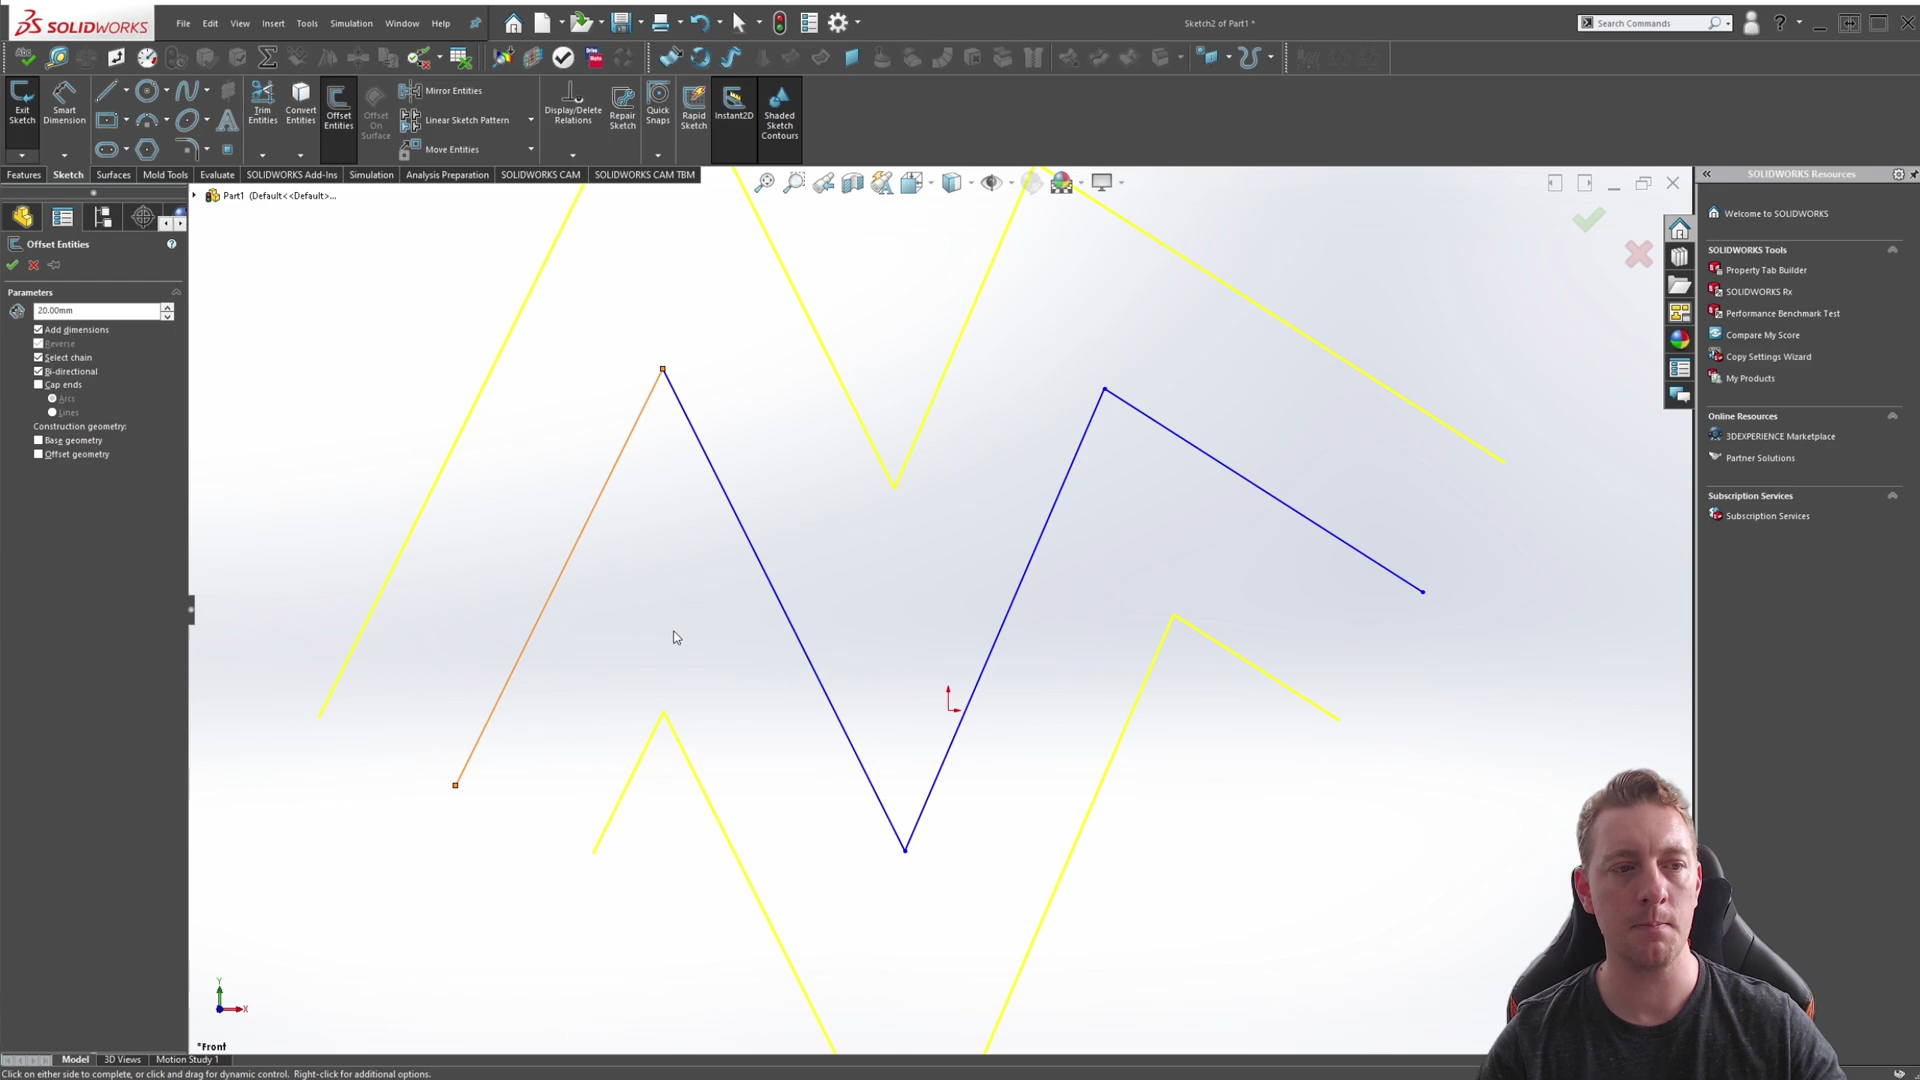 SOLIDWORKS
File Edit View Insert Tools Simulation Window Help
Sketch2 of Part1 *
Search Commands
Exit Sketch
Smart Dimension
Trim Entities
Convert Entities
Offset Entities
Offset On Surface
Mirror Entities
Linear Sketch Pattern
Move Entities
Display/Delete Relations
Repair Sketch
Quick Snaps
Rapid Sketch
Instant2D
Shaded Sketch Contours
Features Sketch Surfaces Mold Tools Evaluate SOLIDWORKS Add-Ins Simulation Analysis Preparation SOLIDWORKS CAM SOLIDWORKS CAM TBM
Part1 (Default<<Default>...
Offset Entities
Parameters
20.00mm
Add dimensions
Reverse
Select chain
Bi-directional
Cap ends
Arcs
Lines
Construction geometry:
Base geometry
Offset geometry
SOLIDWORKS Resources
Welcome to SOLIDWORKS
SOLIDWORKS Tools
Property Tab Builder
SOLIDWORKS Rx
Performance Benchmark Test
Compare My Score
Copy Settings Wizard
My Products
Online Resources
3DEXPERIENCE Marketplace
Partner Solutions
Subscription Services
Subscription Services
Y
X
*Front
Model 3D Views Motion Study 1
Click on either side to complete, or click and drag for dynamic control. Right-click for additional options.